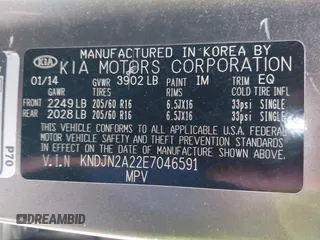 MANUFACTURED IN KOREA BY
KIA KIA MOTORS CORPORATION
01/14 GVWR 3902 LB PAINT IM TRIM EQ
TIRES RIMS COLD TIRE INFL
FRONT 2249 LB 205/60 R16 6.5JX16 33psi SINGLE
REAR 2028 LB 205/60 R16 6.5JX16 33psi SINGLE
THIS VEHICLE CONFORMS TO ALL APPLICABLE
U.S. FEDERAL MOTOR VEHICLE SAFETY, BUMPER,
AND THEFT PREVENTION STANDARDS IN EFFECT ON
THE DATE OF MANUFACTURE SHOWN ABOVE.
V.I.N KNDJN2A22E7046591
MPV
P70
DEARBIDDING